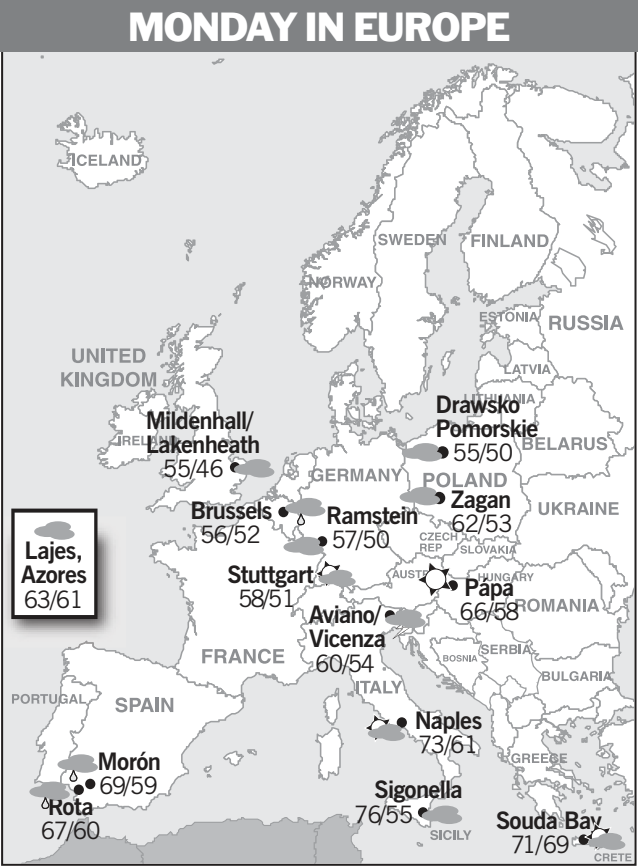 MONDAY IN EUROPE
ICELAND
SWEDEN
FINLAND
NORWAY
ESTONIA
RUSSIA
LATVIA
LITHUANIA
UNITED
KINGDOM
IRELAND
Mildenhall/
Lakenheath
55/46
Drawsko
Pomorskie
55/50
BELARUS
GERMANY
POLAND
Zagan
62/53
UKRAINE
Brussels
56/52
Ramstein
57/50
CZECH
REP
SLOVAKIA
Lajes,
Azores
63/61
Stuttgart
58/51
HUNGARY
Pápa
66/58
ROMANIA
Aviano/
Vicenza
60/54
FRANCE
BOSNIA
SERBIA
BULGARIA
ITALY
PORTUGAL
SPAIN
Naples
73/61
GREECE
Morón
69/59
Rota
67/60
Sigonella
76/55
SICILY
Souda Bay
71/69
CRETE